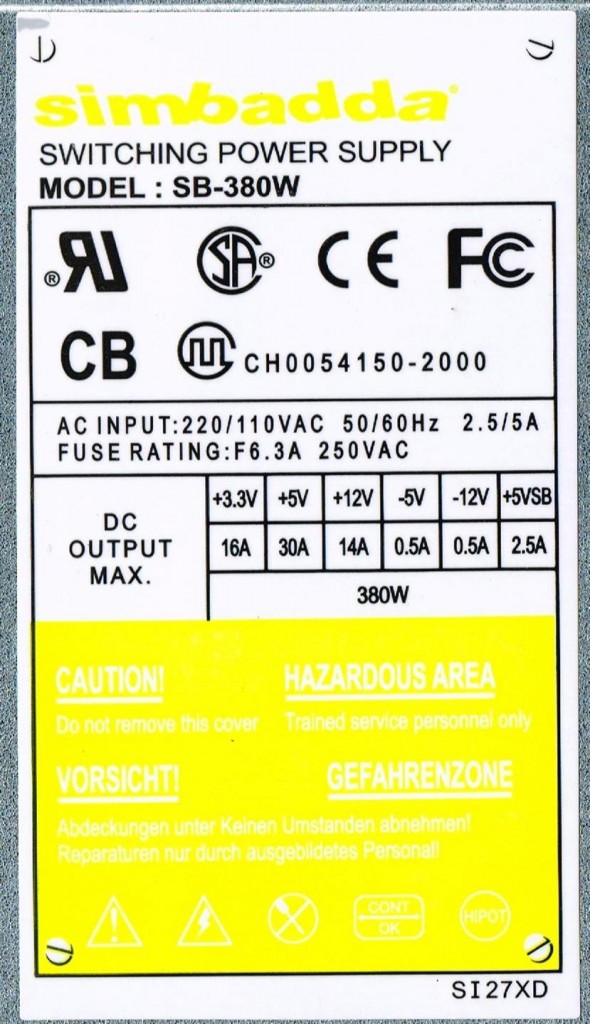 simbadda
SWITCHING POWER SUPPLY
MODEL : SB-380W
® RU SA ® CE FC
CB CH0054150-2000
AC INPUT:220/110VAC 50/60Hz 2.5/5A
FUSE RATING:F6.3A 250VAC
+3.3V +5V +12V -5V -12V +5VSB
DC OUTPUT MAX. 16A 30A 14A 0.5A 0.5A 2.5A
380W
CAUTION! HAZARDOUS AREA
Do not remove this cover Trained service personnel only
VORSICHT! GEFAHRENZONE
Abdeckungen unter Keinen Umstanden abnehmen!
Reparaturen nur durch ausgebildetes Personal!
CONT OK HIPOT
SI27XD